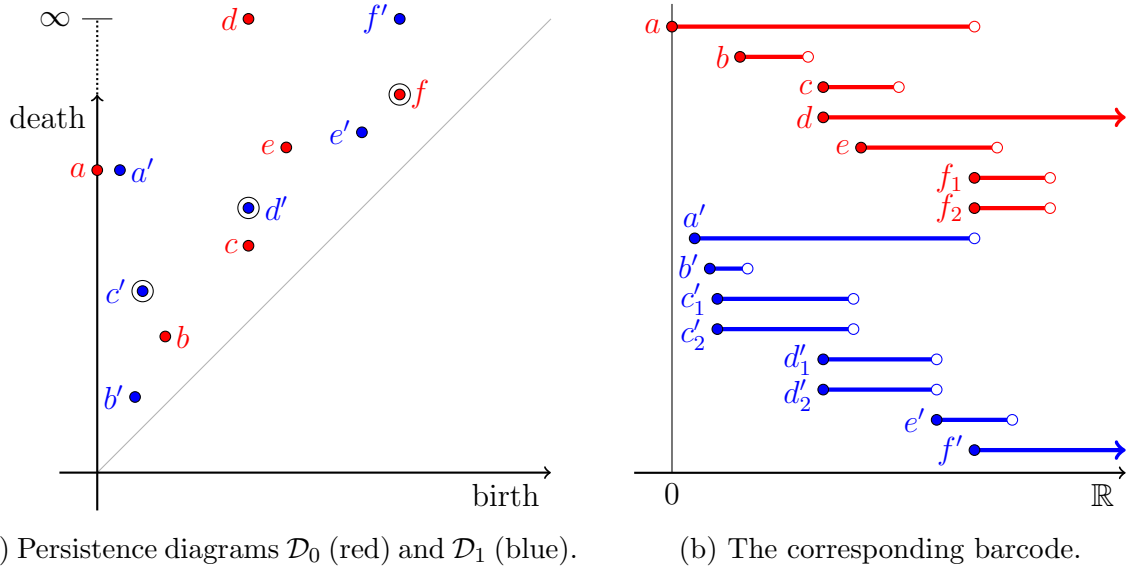 ∞
d
f′
death
f
e
e′
a
a′
d′
c
c′
b
b′
birth
) Persistence diagrams 𝒟₀ (red) and 𝒟₁ (blue).
a
b
c
d
e
f₁
f₂
a′
b′
c′₁
c′₂
d′₁
d′₂
e′
f′
0
ℝ
(b) The corresponding barcode.